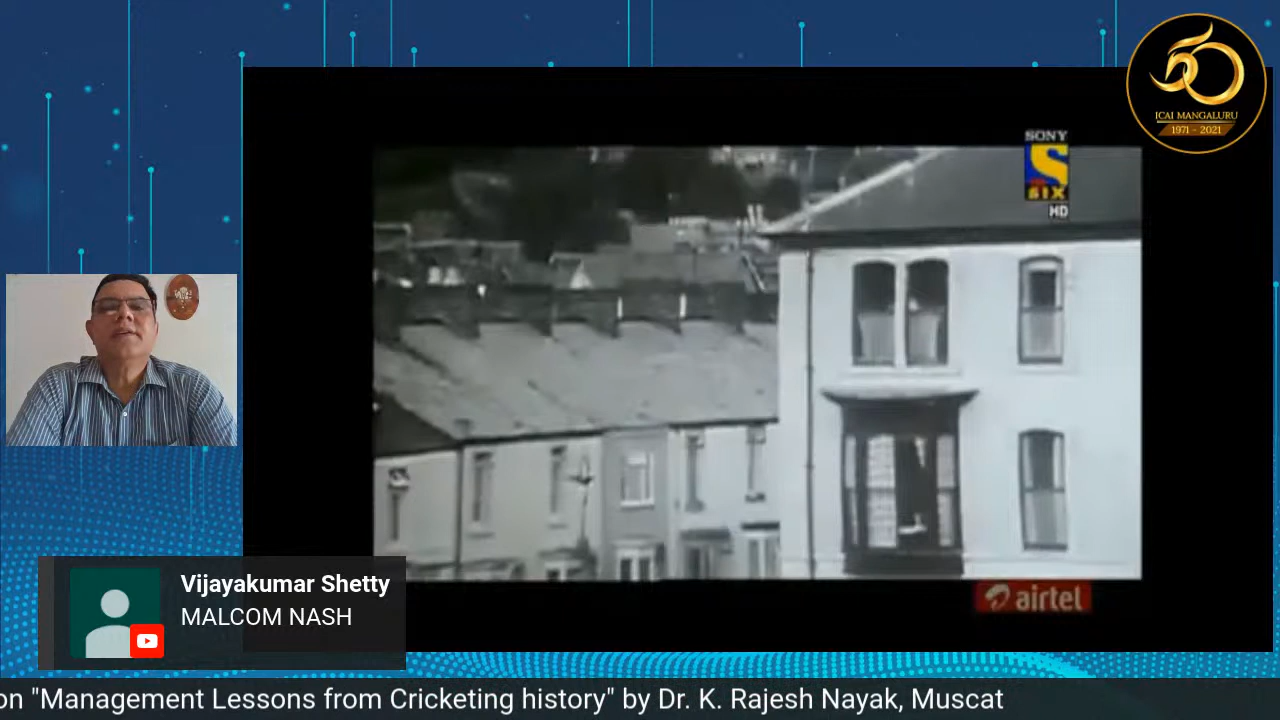 50
ICAI MANGALURU
1971 - 2021
SONY
SIX
HD
airtel
Vijayakumar Shetty
MALCOM NASH
on "Management Lessons from Cricketing history" by Dr. K. Rajesh Nayak, Muscat